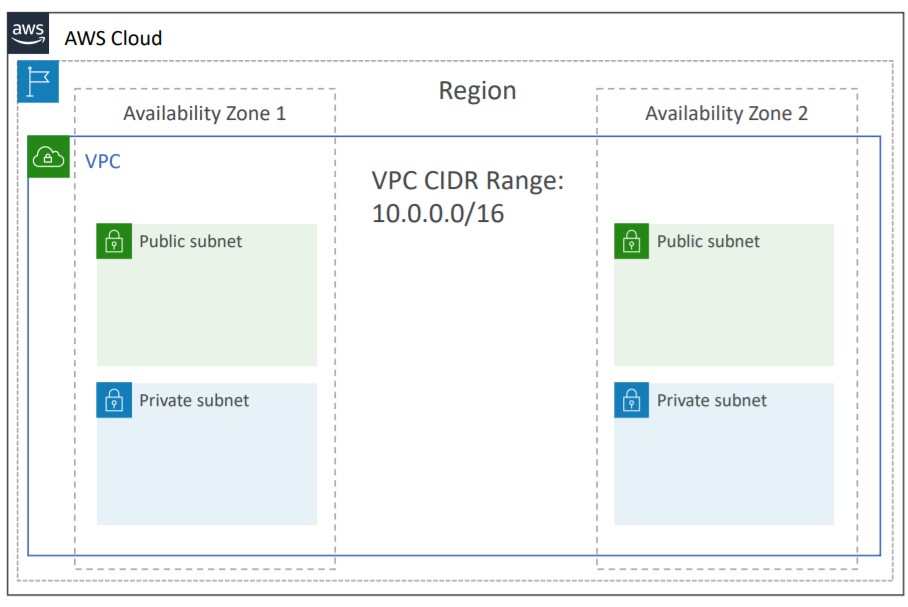 aws
AWS Cloud
Region
Availability Zone 1
Availability Zone 2
VPC
VPC CIDR Range:
10.0.0.0/16
Public subnet
Public subnet
Private subnet
Private subnet